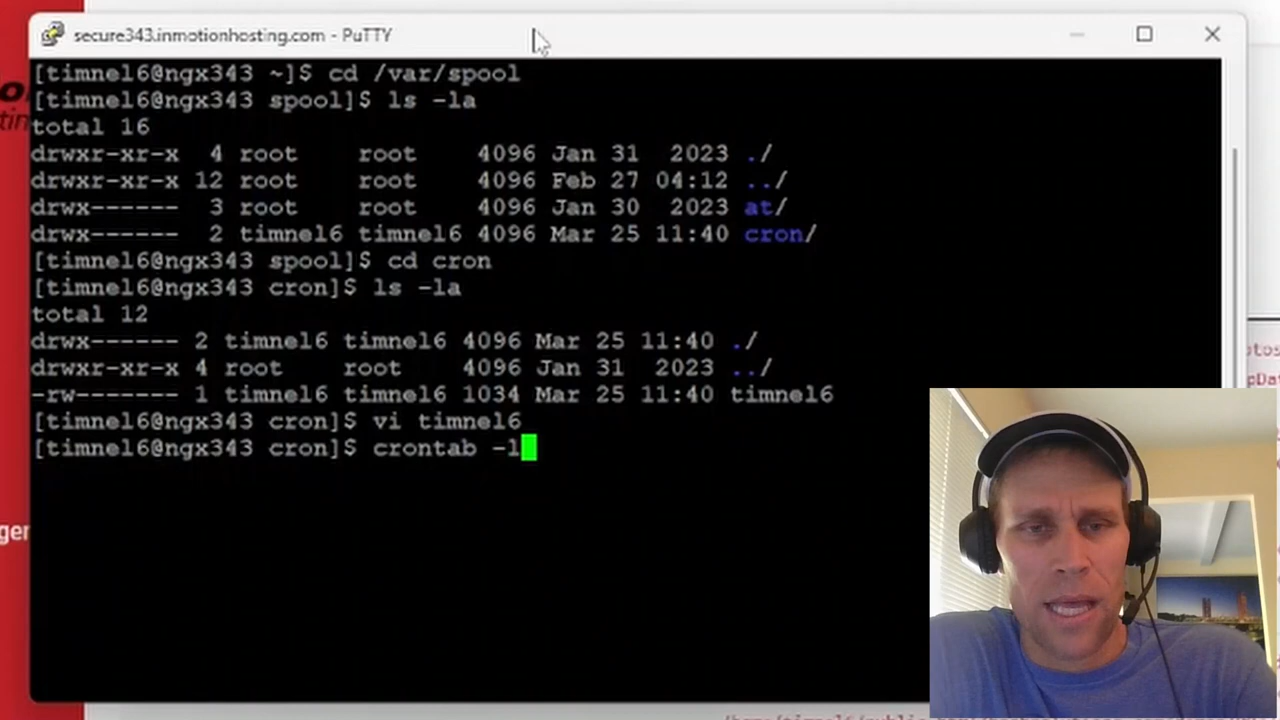 secure343.inmotionhosting.com - PuTTY
[timnel6@ngx343 ~]$ cd /var/spool
[timnel6@ngx343 spool]$ ls -la
total 16
drwxr-xr-x 4 root root 4096 Jan 31 2023 ./
drwxr-xr-x 12 root root 4096 Feb 27 04:12 ../
drwx------ 3 root root 4096 Jan 30 2023 at/
drwx------ 2 timnel6 timnel6 4096 Mar 25 11:40 cron/
[timnel6@ngx343 spool]$ cd cron
[timnel6@ngx343 cron]$ ls -la
total 12
drwx------ 2 timnel6 timnel6 4096 Mar 25 11:40 ./
drwxr-xr-x 4 root root 4096 Jan 31 2023 ../
-rw------- 1 timnel6 timnel6 1034 Mar 25 11:40 timnel6
[timnel6@ngx343 cron]$ vi timnel6
[timnel6@ngx343 cron]$ crontab -l